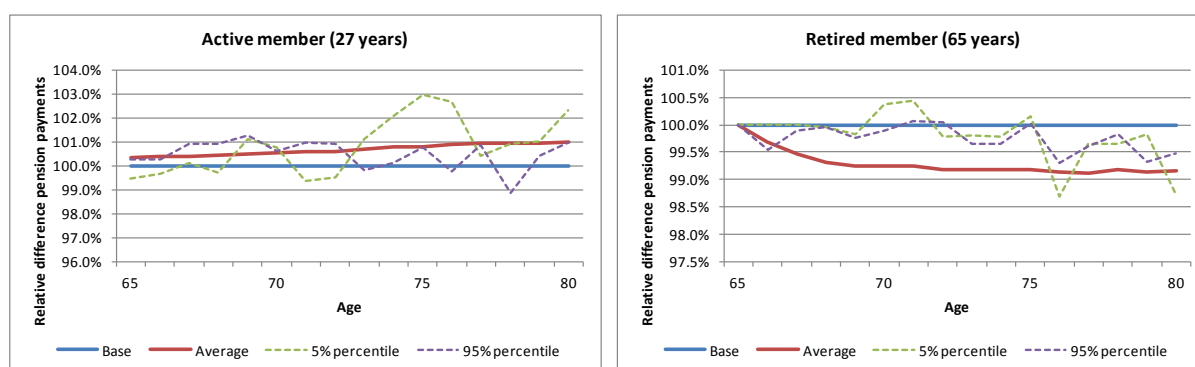 Active member (27 years)
Relative difference pension payments
104.0%
103.0%
102.0%
101.0%
100.0%
99.0%
98.0%
97.0%
96.0%
65 70 75 80
Age
Base Average 5% percentile 95% percentile
Retired member (65 years)
Relative difference pension payments
101.0%
100.5%
100.0%
99.5%
99.0%
98.5%
98.0%
97.5%
65 70 75 80
Age
Base Average 5% percentile 95% percentile